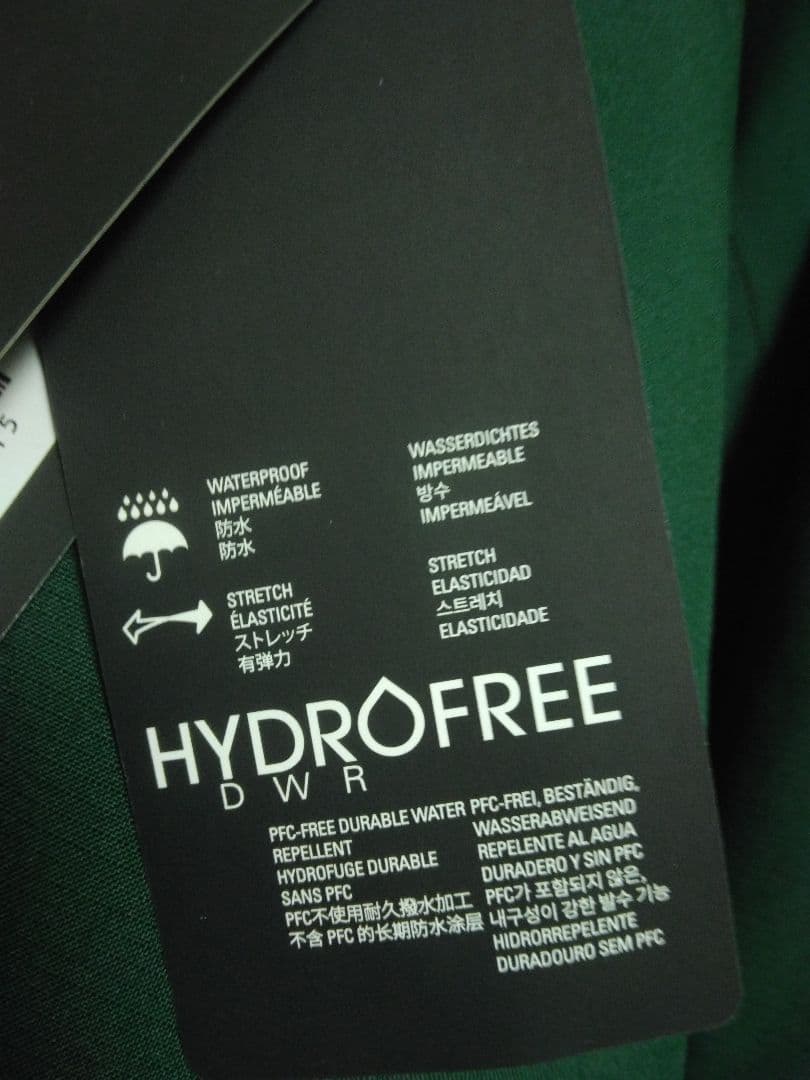 WATERPROOF
IMPERMÉABLE
防水
防水
WASSERDICHTES
IMPERMEABLE
방수
IMPERMEÁVEL
STRETCH
ÉLASTICITÉ
ストレッチ
有弹力
STRETCH
ELASTICIDAD
스트레치
ELASTICIDADE
HYDROFREE
DWR
PFC-FREE DURABLE WATER
REPELLENT
HYDROFUGE DURABLE
SANS PFC
PFC不使用耐久撥水加工
不含 PFC 的长期防水涂层
PFC-FREI, BESTÄNDIG,
WASSERABWEISEND
REPELENTE AL AGUA
DURADERO Y SIN PFC
PFC가 포함되지 않은,
내구성이 강한 발수 기능
HIDRORREPELENTE
DURADOURO SEM PFC